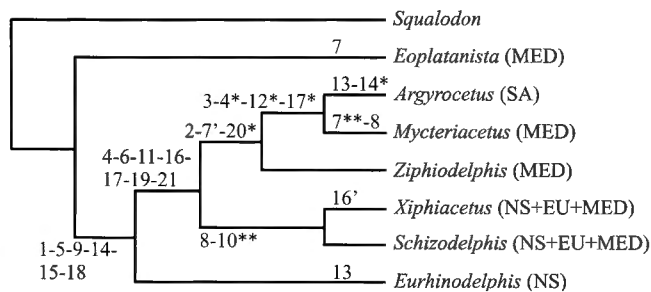 Squalodon
7
Eoplatanista (MED)
13-14*
3-4*-12*-17*
Argyrocetus (SA)
2-7'-20*
7**-8
Mycteriacetus (MED)
4-6-11-16-
17-19-21
Ziphiodelphis (MED)
16'
Xiphiacetus (NS+EU+MED)
8-10**
Schizodelphis (NS+EU+MED)
1-5-9-14-
15-18
13
Eurhinodelphis (NS)